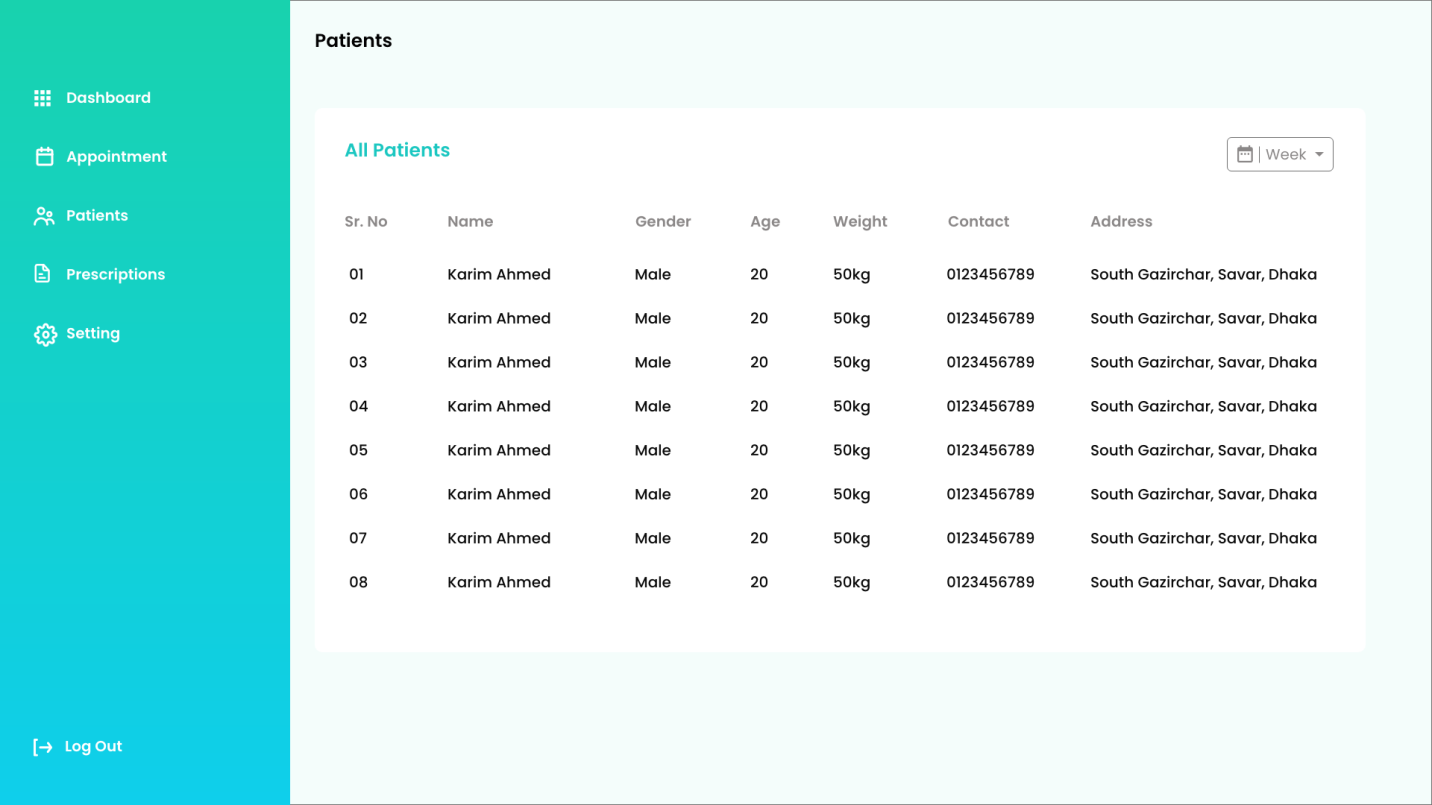 Patients
Dashboard
Appointment
Patients
Prescriptions
Setting
Log Out
All Patients
Week
Sr. No Name Gender Age Weight Contact Address
01 Karim Ahmed Male 20 50kg 0123456789 South Gazirchar, Savar, Dhaka
02 Karim Ahmed Male 20 50kg 0123456789 South Gazirchar, Savar, Dhaka
03 Karim Ahmed Male 20 50kg 0123456789 South Gazirchar, Savar, Dhaka
04 Karim Ahmed Male 20 50kg 0123456789 South Gazirchar, Savar, Dhaka
05 Karim Ahmed Male 20 50kg 0123456789 South Gazirchar, Savar, Dhaka
06 Karim Ahmed Male 20 50kg 0123456789 South Gazirchar, Savar, Dhaka
07 Karim Ahmed Male 20 50kg 0123456789 South Gazirchar, Savar, Dhaka
08 Karim Ahmed Male 20 50kg 0123456789 South Gazirchar, Savar, Dhaka